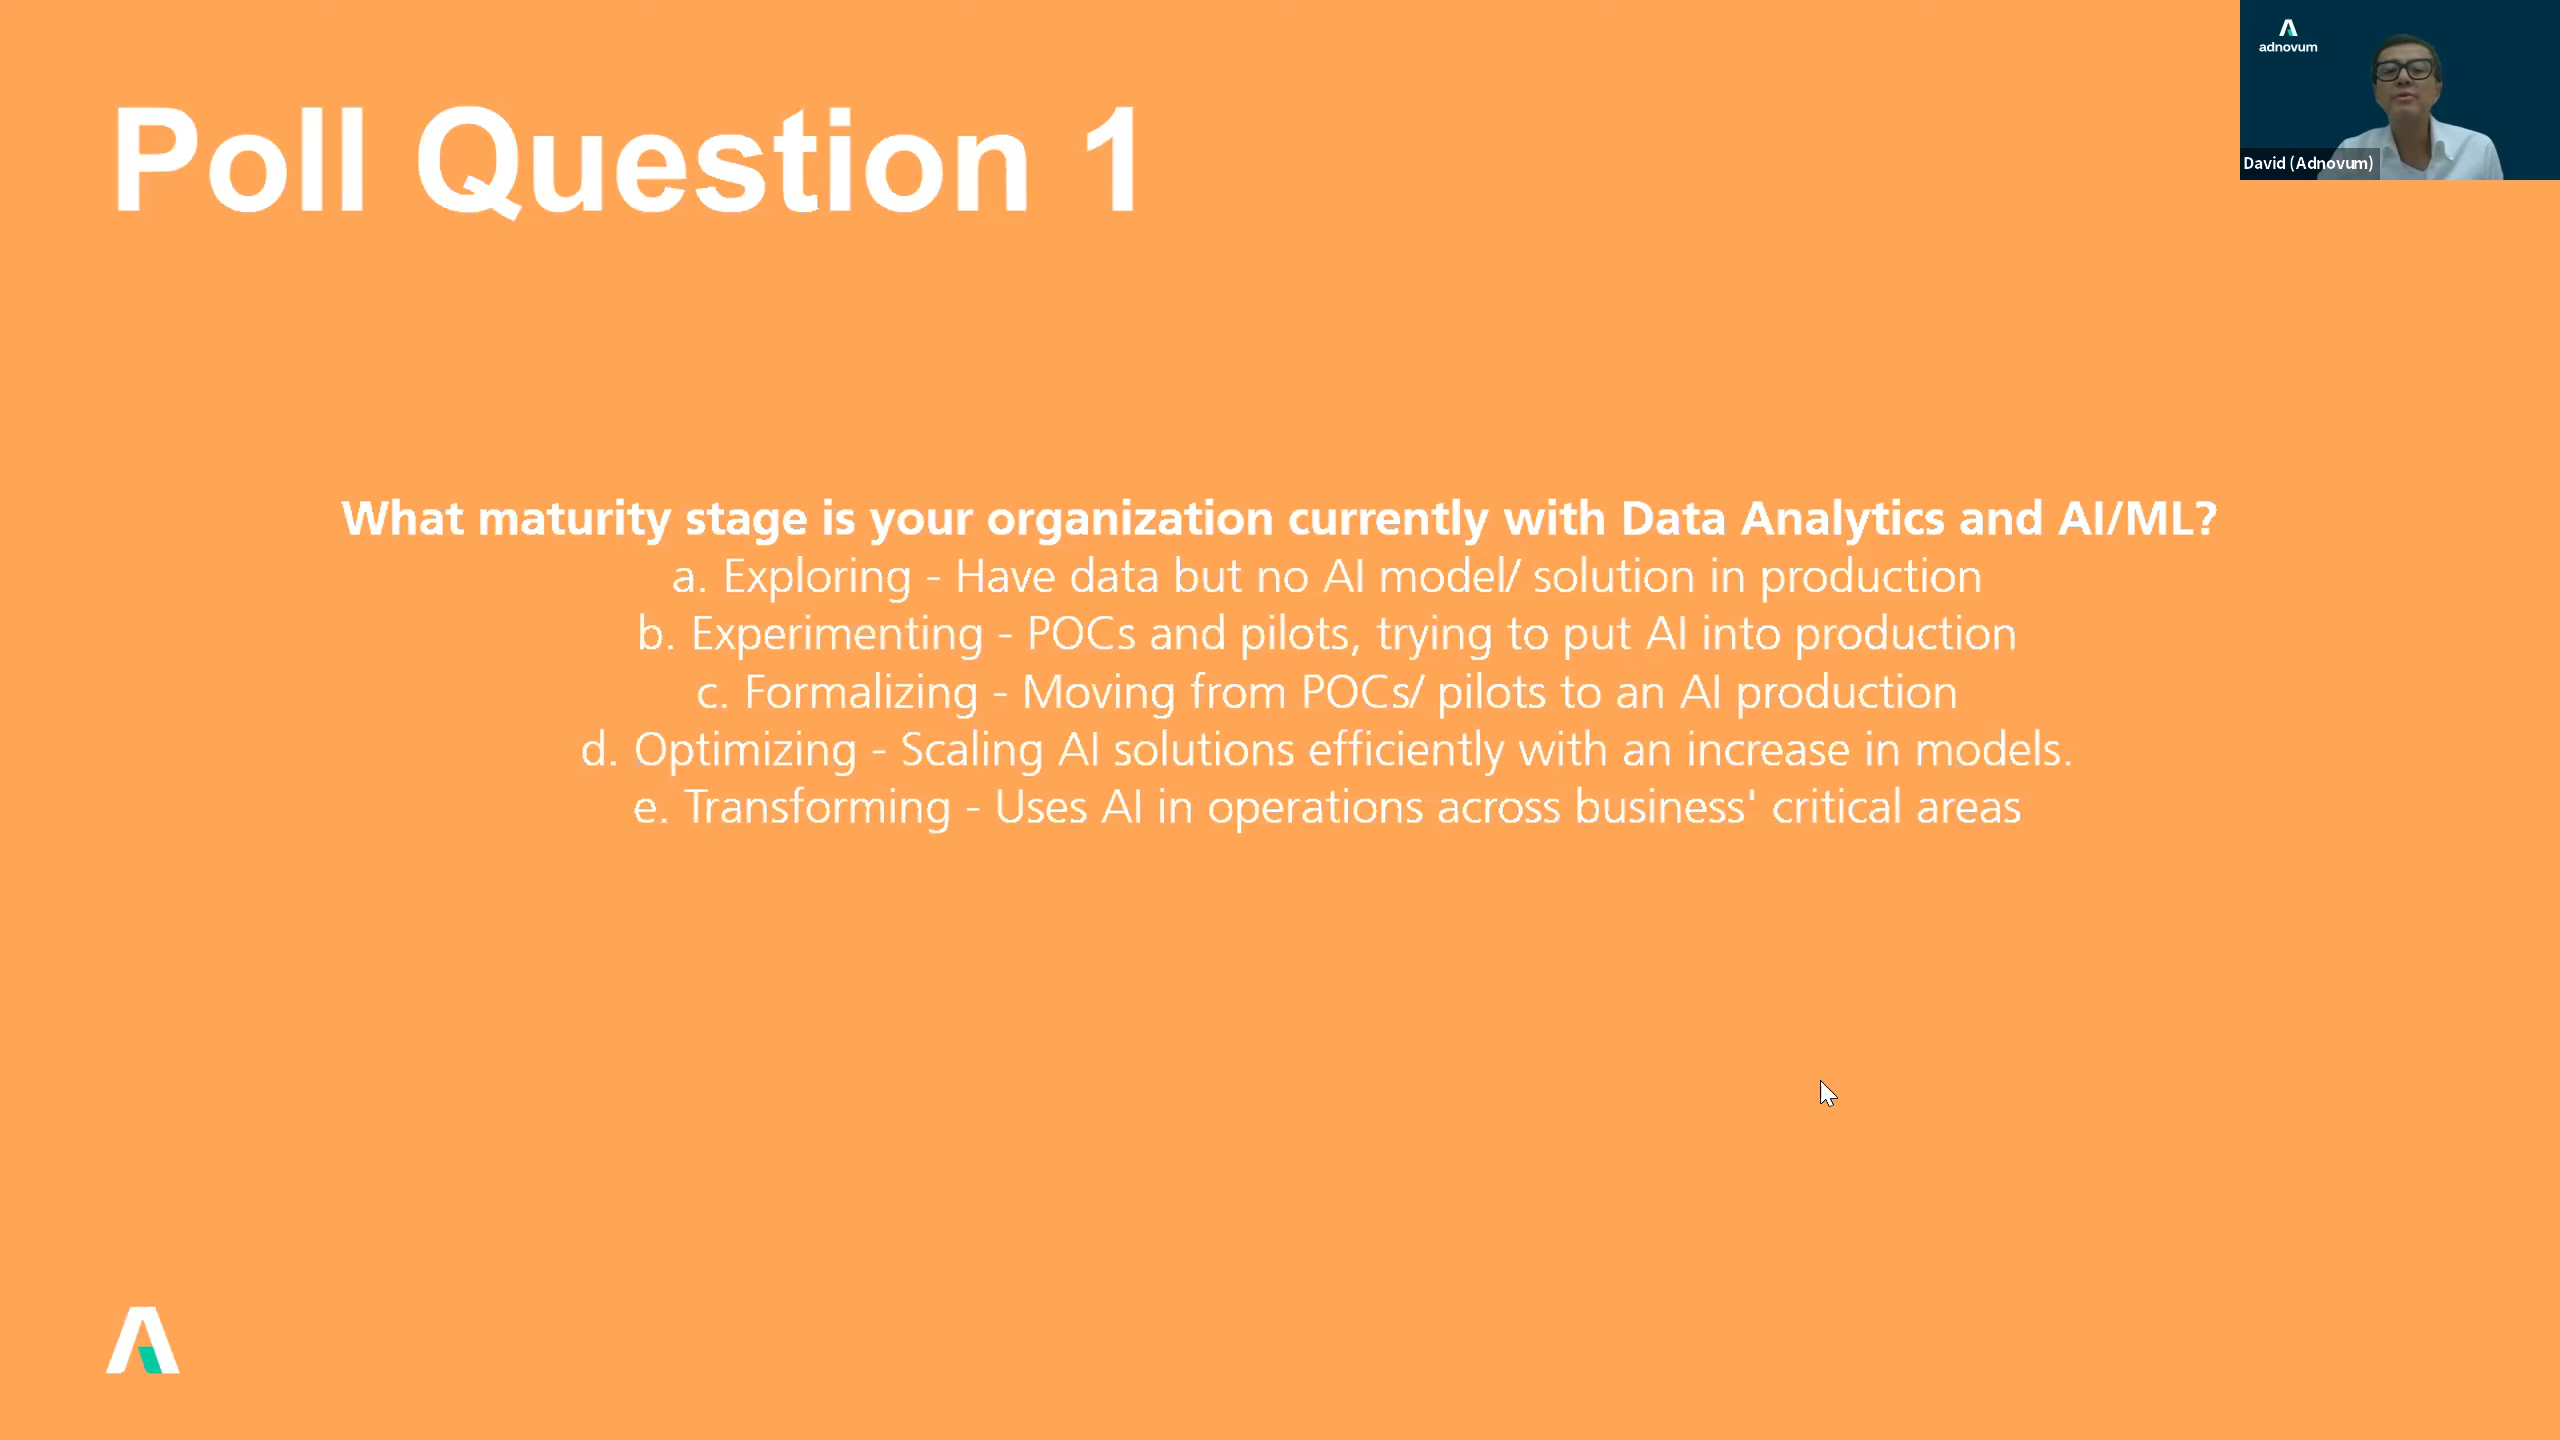 adnovum
David (Adnovum)
Poll Question 1
What maturity stage is your organization currently with Data Analytics and AI/ML?
a. Exploring - Have data but no AI model/ solution in production
b. Experimenting - POCs and pilots, trying to put AI into production
c. Formalizing - Moving from POCs/ pilots to an AI production
d. Optimizing - Scaling AI solutions efficiently with an increase in models.
e. Transforming - Uses AI in operations across business' critical areas